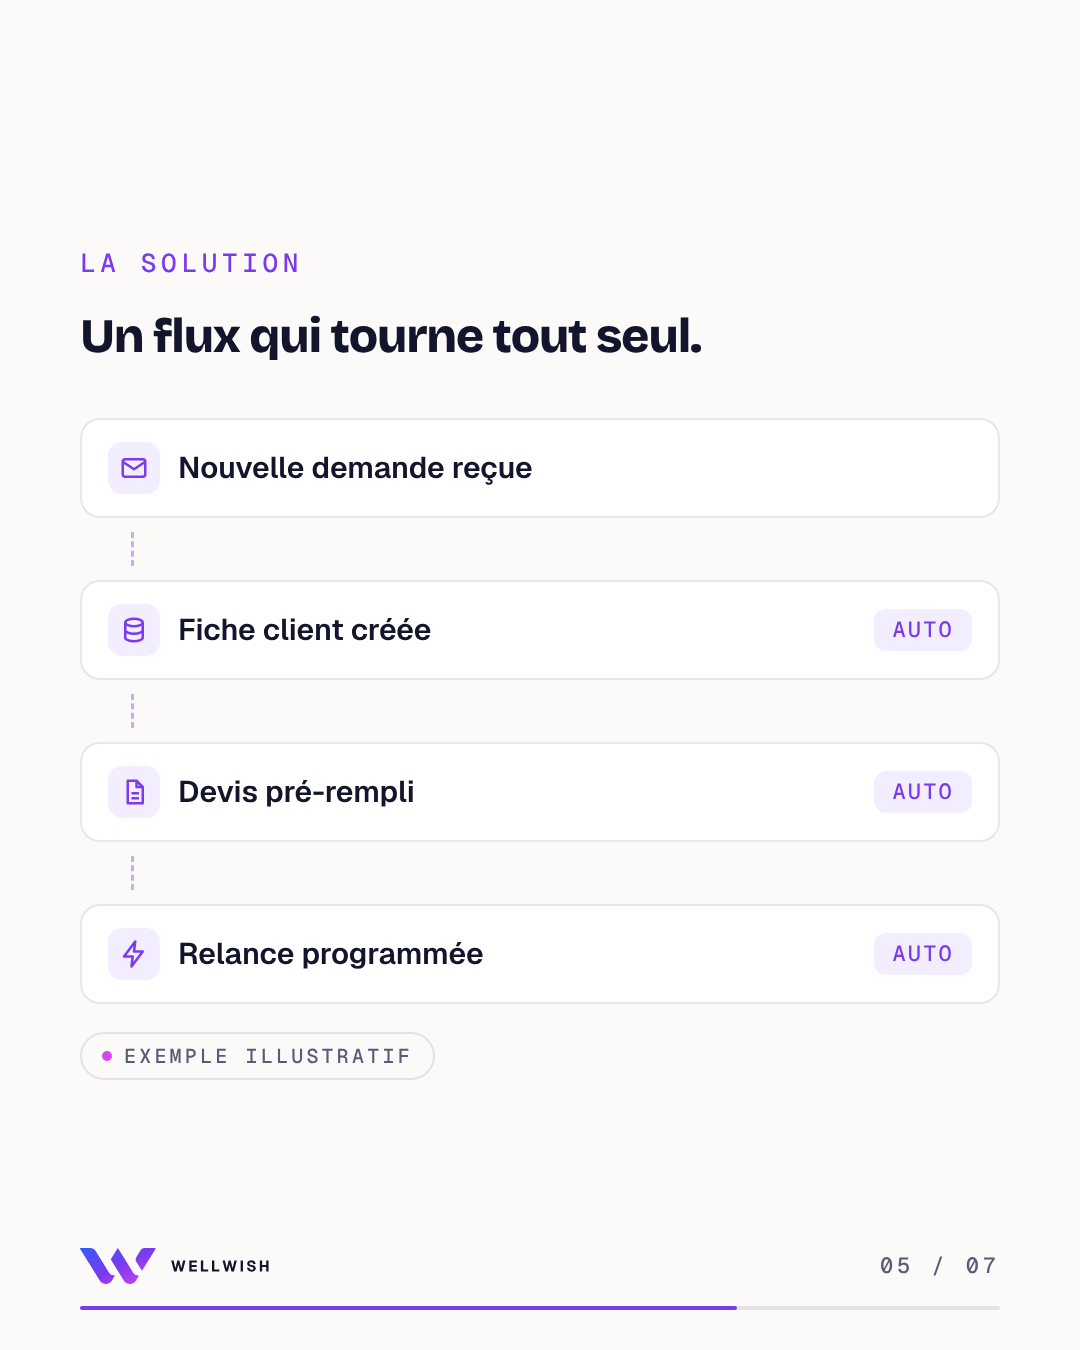 LA SOLUTION
Un flux qui tourne tout seul.
Nouvelle demande reçue
Fiche client créée
AUTO
Devis pré-rempli
AUTO
Relance programmée
AUTO
EXEMPLE ILLUSTRATIF
WELLWISH
05 / 07